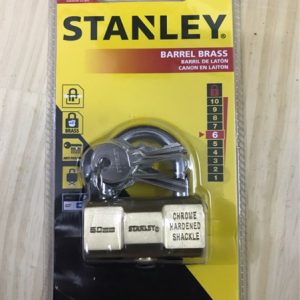 STANLEY®
BARREL BRASS
BARRIL DE LATÓN
CANON EN LAITON
10
9
8
7
6
5
4
3
2
1
BRASS
50mm
STANLEY®
CHROME
HARDENED
SHACKLE